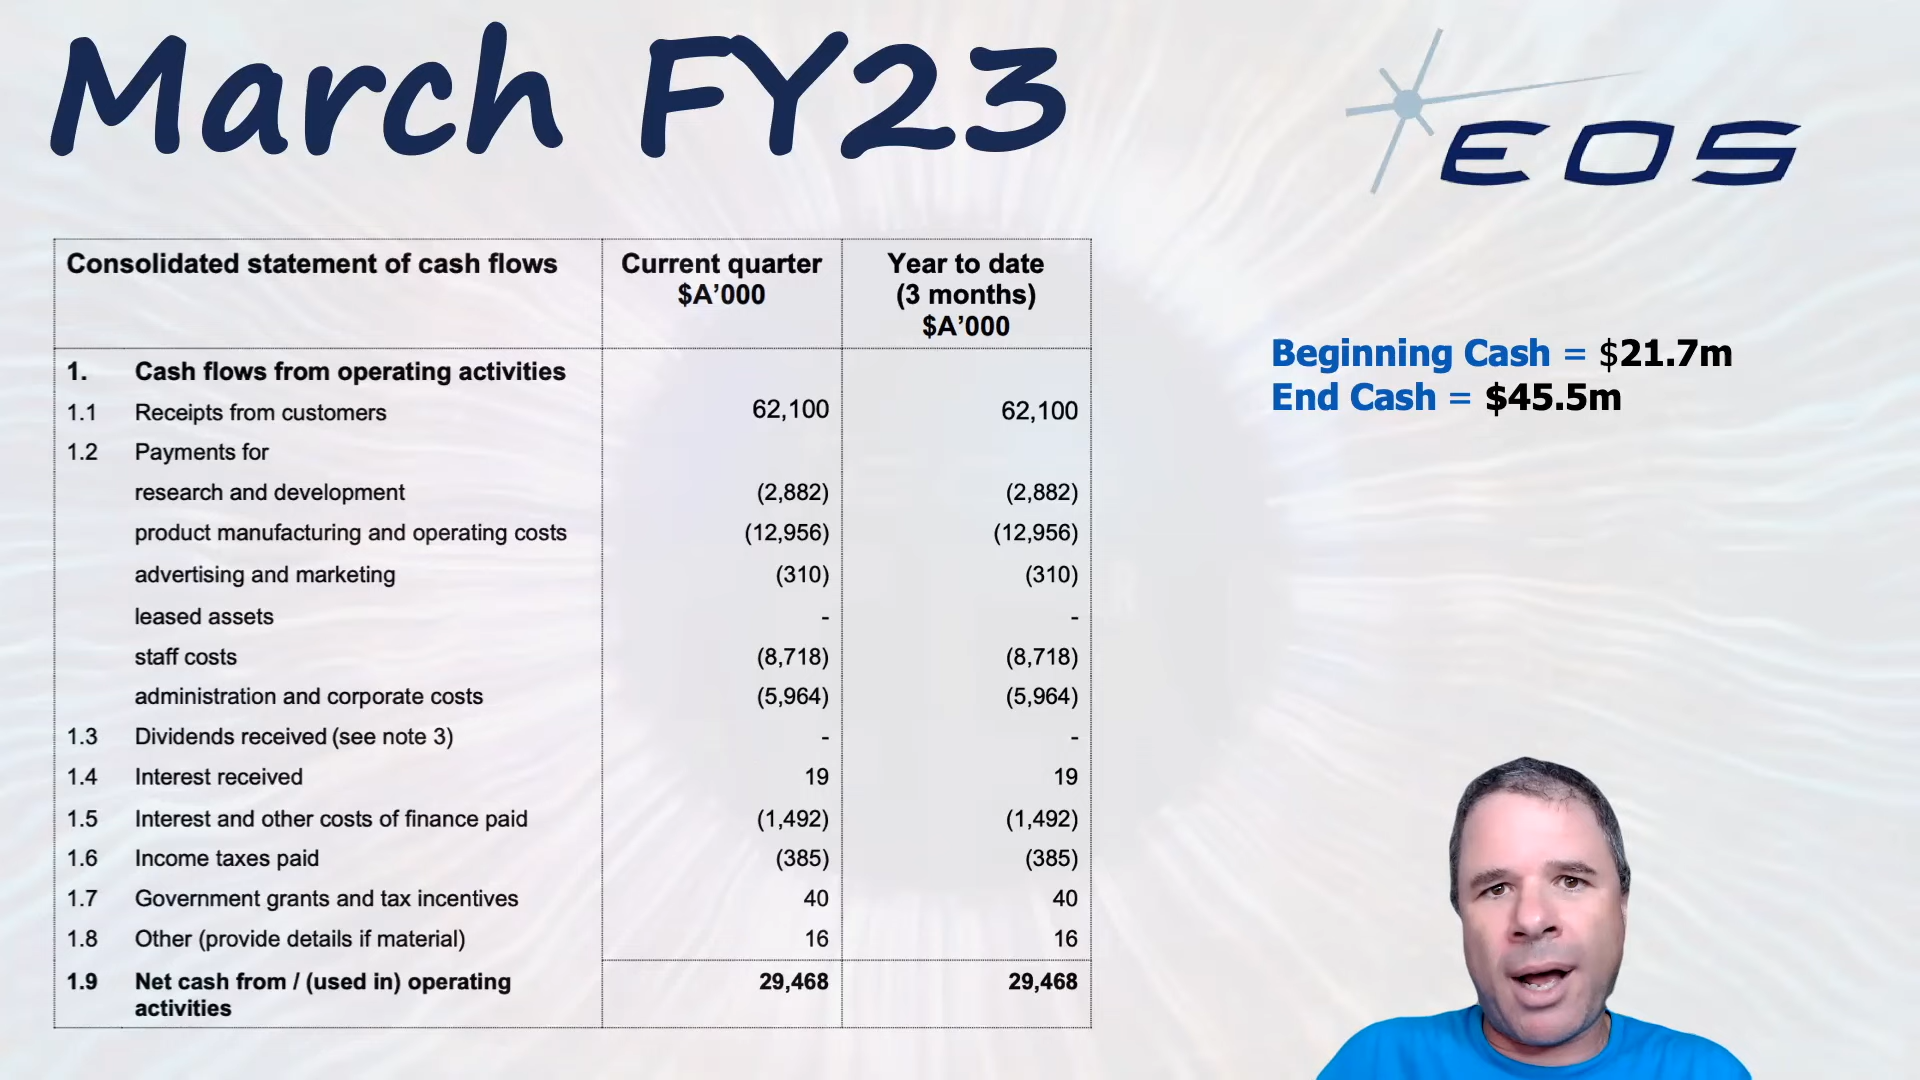 March FY23
EOS
Consolidated statement of cash flows Current quarter Year to date
$A’000 (3 months)
$A’000
1. Cash flows from operating activities
1.1 Receipts from customers 62,100 62,100
1.2 Payments for
research and development (2,882) (2,882)
product manufacturing and operating costs (12,956) (12,956)
advertising and marketing (310) (310)
leased assets - -
staff costs (8,718) (8,718)
administration and corporate costs (5,964) (5,964)
1.3 Dividends received (see note 3) - -
1.4 Interest received 19 19
1.5 Interest and other costs of finance paid (1,492) (1,492)
1.6 Income taxes paid (385) (385)
1.7 Government grants and tax incentives 40 40
1.8 Other (provide details if material) 16 16
1.9 Net cash from / (used in) operating 29,468 29,468
activities
Beginning Cash = $21.7m
End Cash = $45.5m